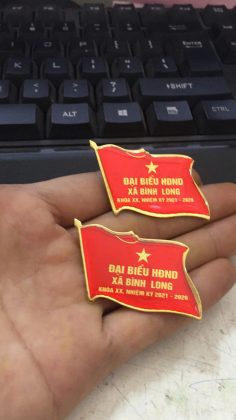 ENTER
SHIFT
ALT
CTRL
ĐẠI BIỂU HĐND
XÃ BÌNH LONG
KHÓA XX, NHIỆM KỲ 2021 - 2026
ĐẠI BIỂU HĐND
XÃ BÌNH LONG
KHÓA XX, NHIỆM KỲ 2021 - 2026